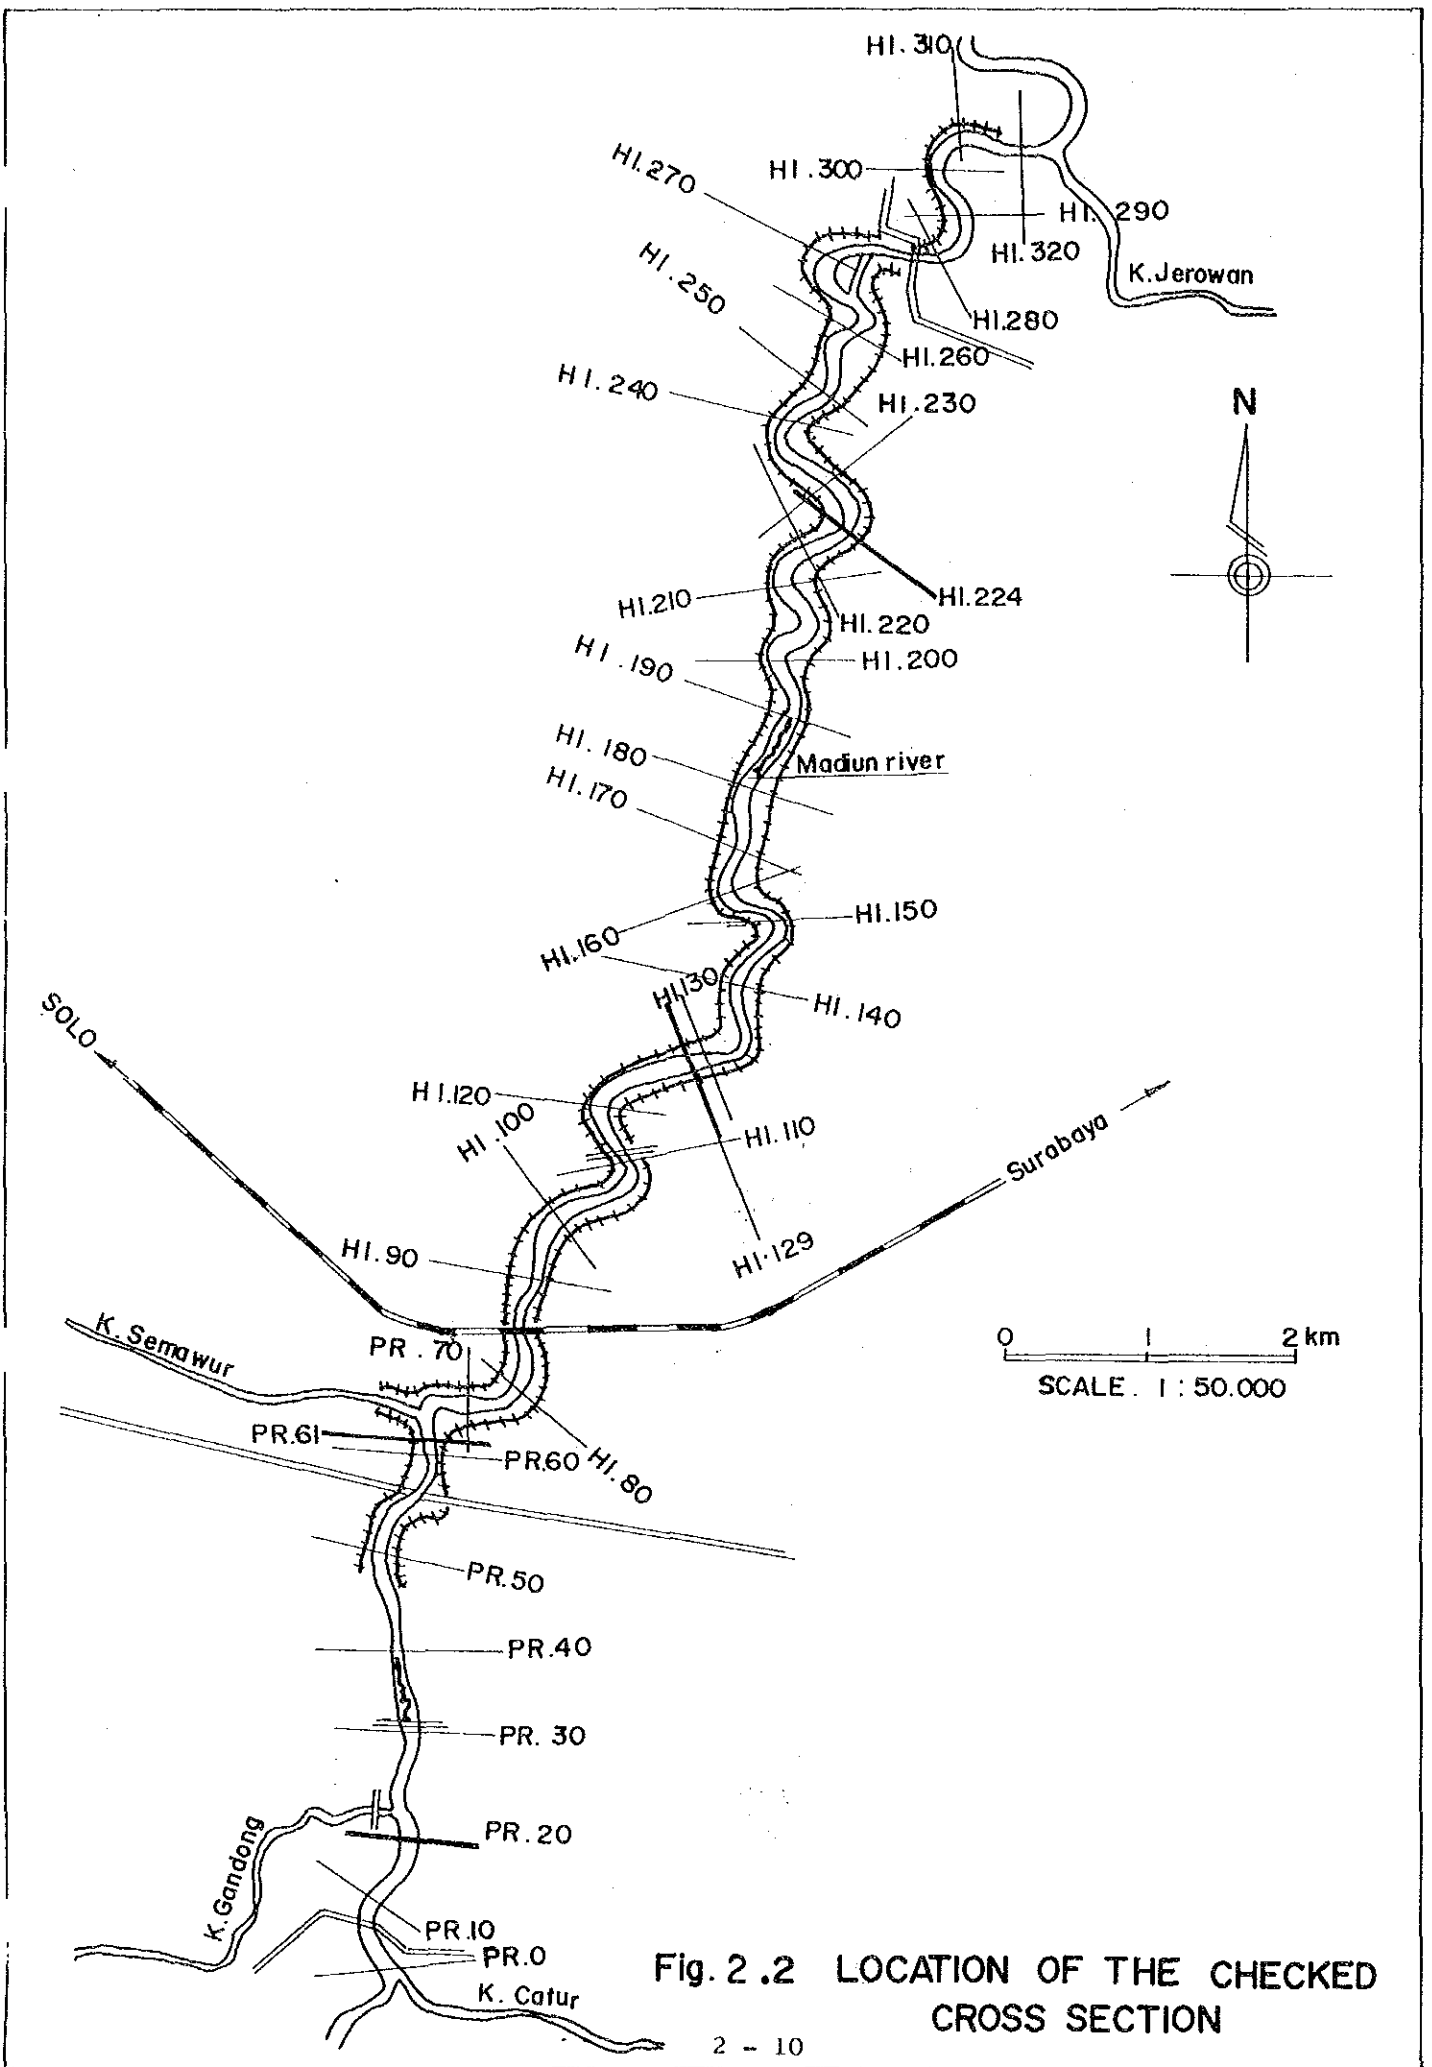 HI.310
HI.270
HI.300
HI.290
HI.320
HI.250
K.Jerowan
HI.280
HI.260
HI.240
HI.230
N
HI.224
HI.210
HI.220
HI.190
HI.200
HI.180
Madiun river
HI.170
HI.150
HI.160
HI.130
HI.140
SOLO
HI.120
HI.100
HI.110
Surabaya
HI.90
HI.129
K.Semawur
PR.70
0 1 2 km
SCALE. 1:50.000
PR.61
PR.60
HI.80
PR.50
PR.40
PR.30
PR.20
K.Gandong
PR.10
PR.0
K.Catur
Fig.2.2 LOCATION OF THE CHECKED
CROSS SECTION
2 - 10